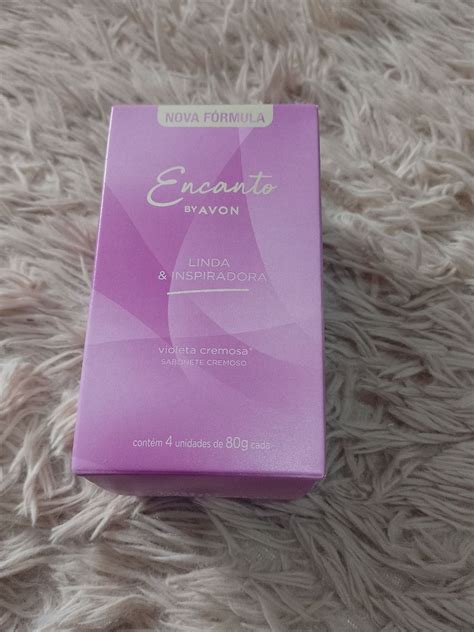 NOVA FÓRMULA
Encanto
BY AVON
LINDA
& INSPIRADORA
violeta cremosa*
SABONETE CREMOSO
contém 4 unidades de 80g cada